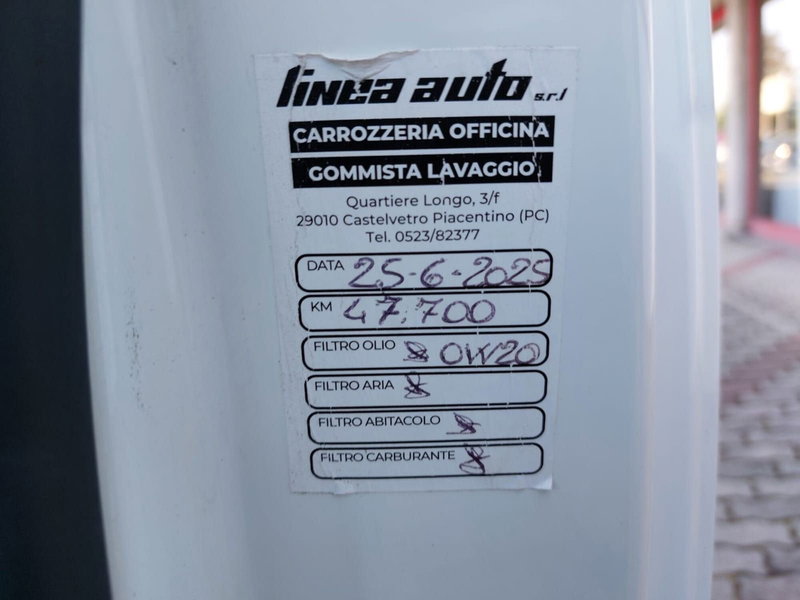 linea auto s.r.l
CARROZZERIA OFFICINA
GOMMISTA LAVAGGIO
Quartiere Longo, 3/f
29010 Castelvetro Piacentino (PC)
Tel. 0523/82377
DATA 25-6-2025
KM 47.700
FILTRO OLIO 0W20
FILTRO ARIA
FILTRO ABITACOLO
FILTRO CARBURANTE